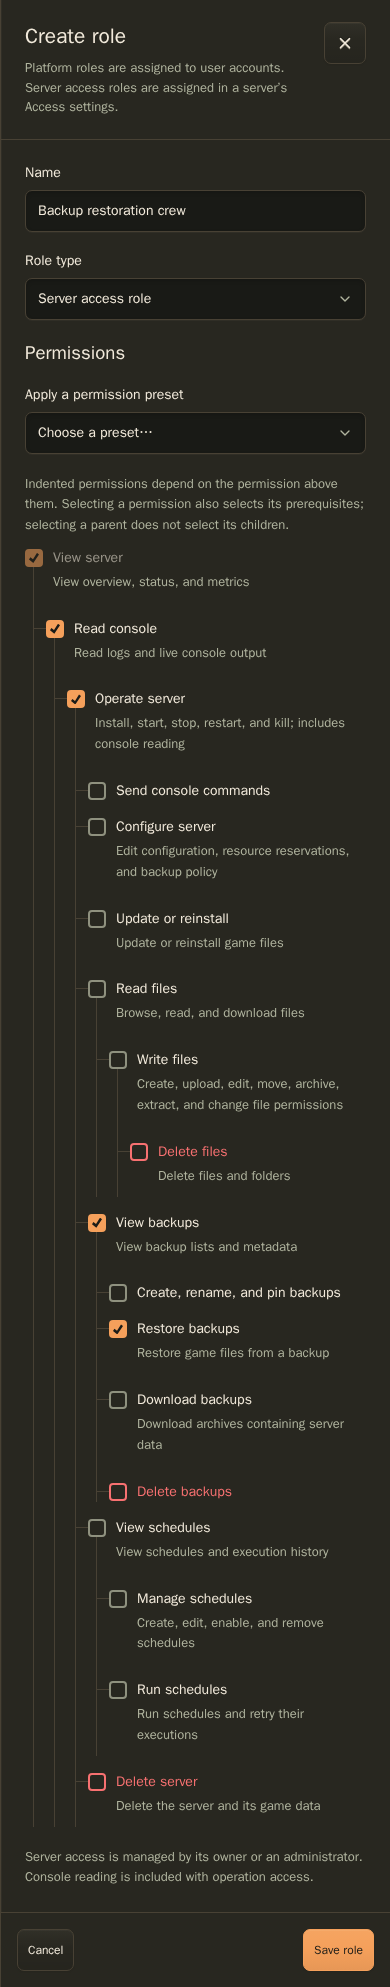 Create role
Platform roles are assigned to user accounts.
Server access roles are assigned in a server's
Access settings.
Name
Backup restoration crew
Role type
Server access role
Permissions
Apply a permission preset
Choose a preset…
Indented permissions depend on the permission above
them. Selecting a permission also selects its prerequisites;
selecting a parent does not select its children.
View server
View overview, status, and metrics
Read console
Read logs and live console output
Operate server
Install, start, stop, restart, and kill; includes
console reading
Send console commands
Configure server
Edit configuration, resource reservations,
and backup policy
Update or reinstall
Update or reinstall game files
Read files
Browse, read, and download files
Write files
Create, upload, edit, move, archive,
extract, and change file permissions
Delete files
Delete files and folders
View backups
View backup lists and metadata
Create, rename, and pin backups
Restore backups
Restore game files from a backup
Download backups
Download archives containing server
data
Delete backups
View schedules
View schedules and execution history
Manage schedules
Create, edit, enable, and remove
schedules
Run schedules
Run schedules and retry their
executions
Delete server
Delete the server and its game data
Server access is managed by its owner or an administrator.
Console reading is included with operation access.
Cancel
Save role